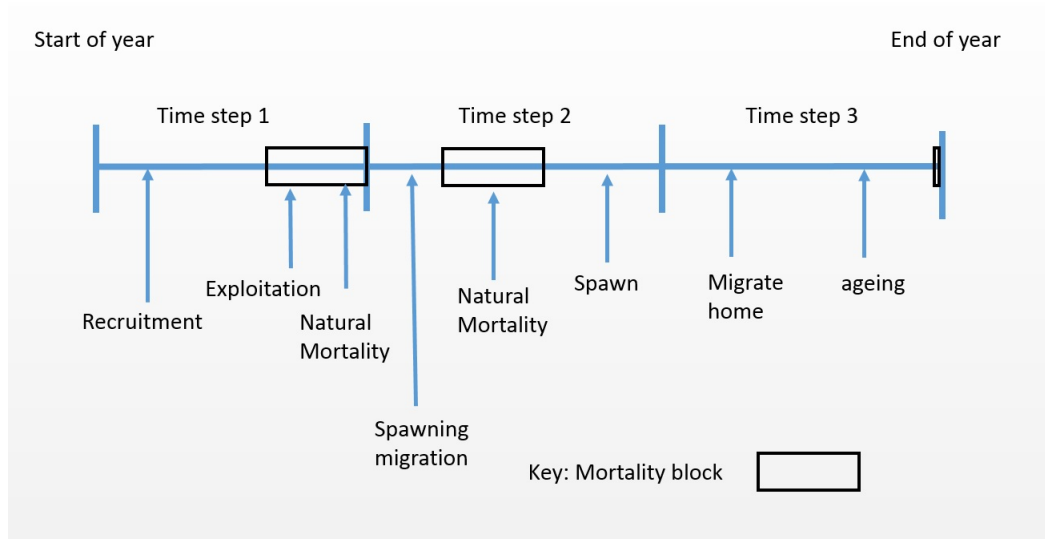 Start of year
End of year
Time step 1
Time step 2
Time step 3
Recruitment
Exploitation
Natural
Mortality
Spawning
migration
Natural
Mortality
Spawn
Migrate
home
ageing
Key: Mortality block